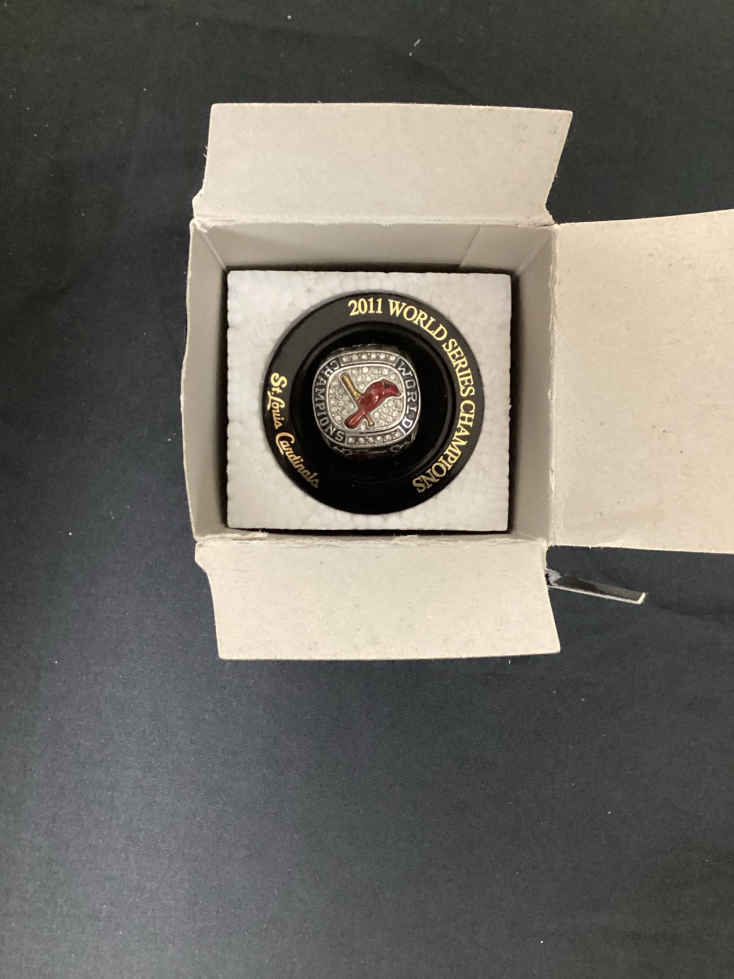 2011 WORLD SERIES CHAMPIONS
St. Louis Cardinals
WORLD
CHAMPIONS